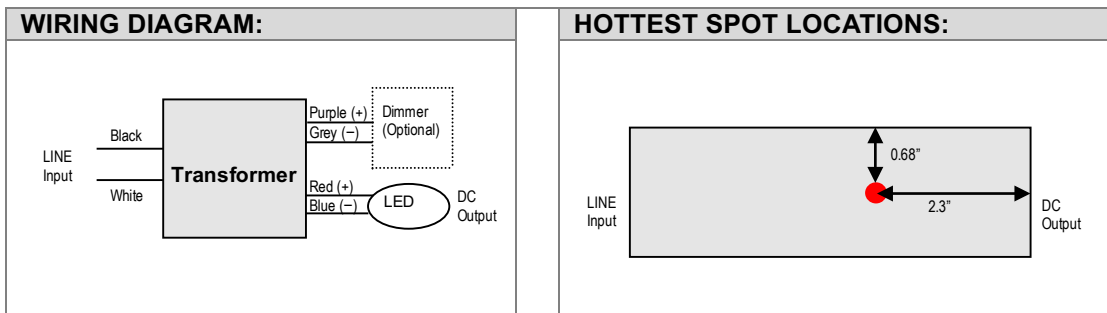 WIRING DIAGRAM:
Black
LINE
Input
White
Transformer
Purple (+)
Grey (−)
Dimmer
(Optional)
Red (+)
Blue (−)
LED
DC
Output
HOTTEST SPOT LOCATIONS:
0.68”
2.3”
LINE
Input
DC
Output